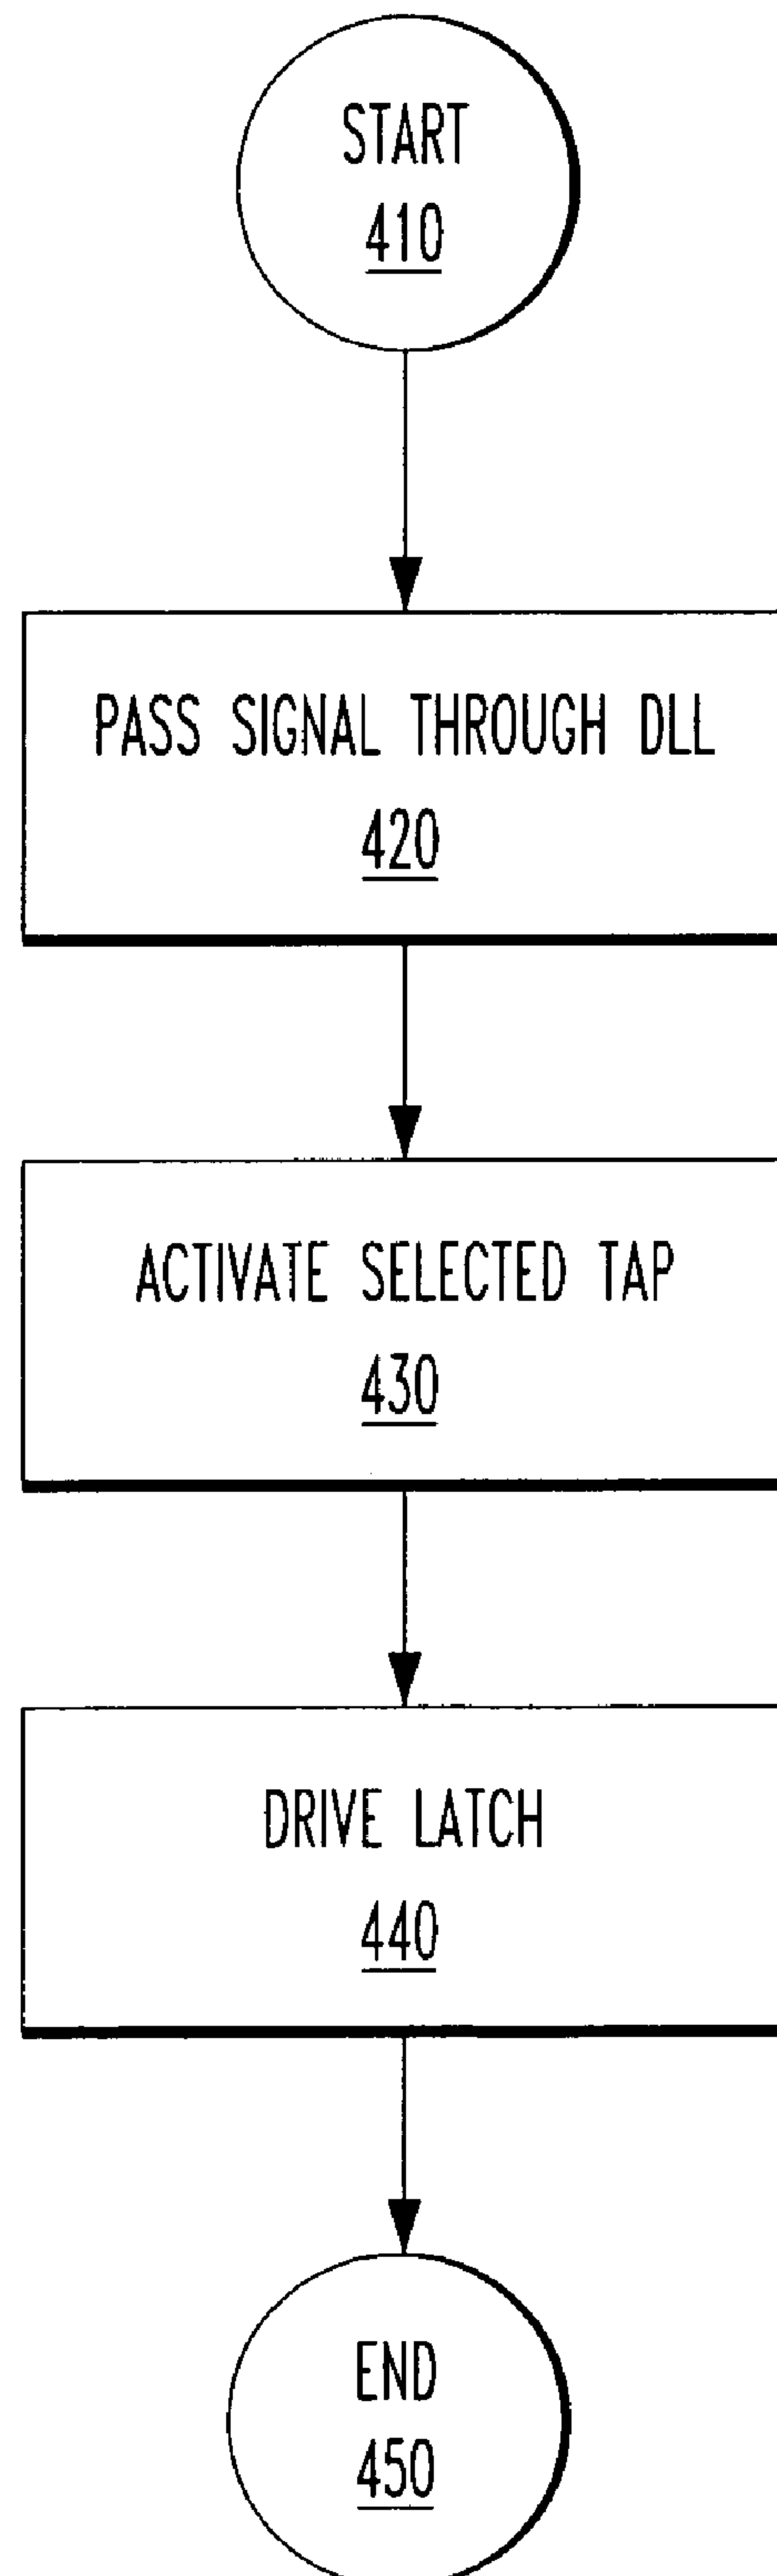 START
410
PASS SIGNAL THROUGH DLL
420
ACTIVATE SELECTED TAP
430
DRIVE LATCH
440
END
450